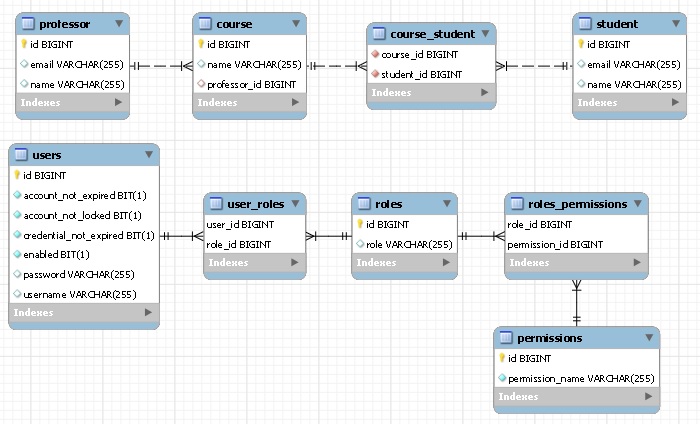 professor
id BIGINT
email VARCHAR(255)
name VARCHAR(255)
Indexes
course
id BIGINT
name VARCHAR(255)
professor_id BIGINT
Indexes
course_student
course_id BIGINT
student_id BIGINT
Indexes
student
id BIGINT
email VARCHAR(255)
name VARCHAR(255)
Indexes
users
id BIGINT
account_not_expired BIT(1)
account_not_locked BIT(1)
credential_not_expired BIT(1)
enabled BIT(1)
password VARCHAR(255)
username VARCHAR(255)
Indexes
user_roles
user_id BIGINT
role_id BIGINT
Indexes
roles
id BIGINT
role VARCHAR(255)
Indexes
roles_permissions
role_id BIGINT
permission_id BIGINT
Indexes
permissions
id BIGINT
permission_name VARCHAR(255)
Indexes